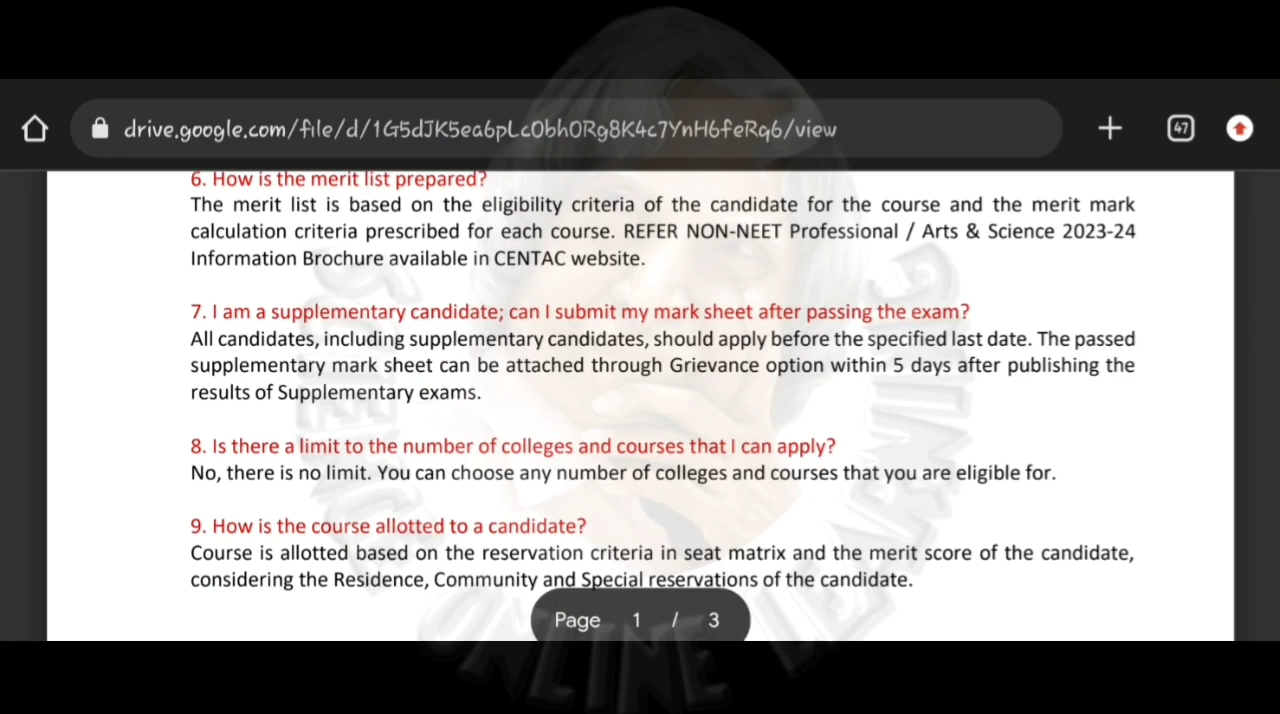 drive.google.com/file/d/1G5dJK5ea6pLcObhORg8K4c7YnH6feRq6/view
47
6. How is the merit list prepared?
The merit list is based on the eligibility criteria of the candidate for the course and the merit mark
calculation criteria prescribed for each course. REFER NON-NEET Professional / Arts & Science 2023-24
Information Brochure available in CENTAC website.
7. I am a supplementary candidate; can I submit my mark sheet after passing the exam?
All candidates, including supplementary candidates, should apply before the specified last date. The passed
supplementary mark sheet can be attached through Grievance option within 5 days after publishing the
results of Supplementary exams.
8. Is there a limit to the number of colleges and courses that I can apply?
No, there is no limit. You can choose any number of colleges and courses that you are eligible for.
9. How is the course allotted to a candidate?
Course is allotted based on the reservation criteria in seat matrix and the merit score of the candidate,
considering the Residence, Community and Special reservations of the candidate.
Page 1 / 3
SCIENCE ONLINE LEARNING